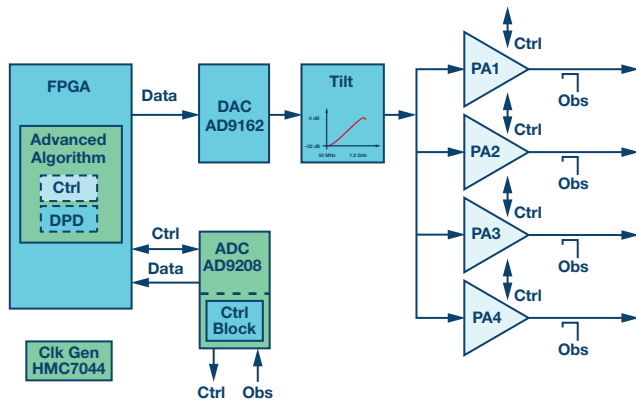 FPGA
Advanced
Algorithm
Ctrl
DPD
Data
DAC
AD9162
Tilt
0 dB
–22 dB
50 MHz
1.2 GHz
Ctrl
Data
ADC
AD9208
Ctrl
Block
Ctrl
Obs
Clk Gen
HMC7044
Ctrl
PA1
Obs
Ctrl
PA2
Obs
Ctrl
PA3
Obs
Ctrl
PA4
Obs